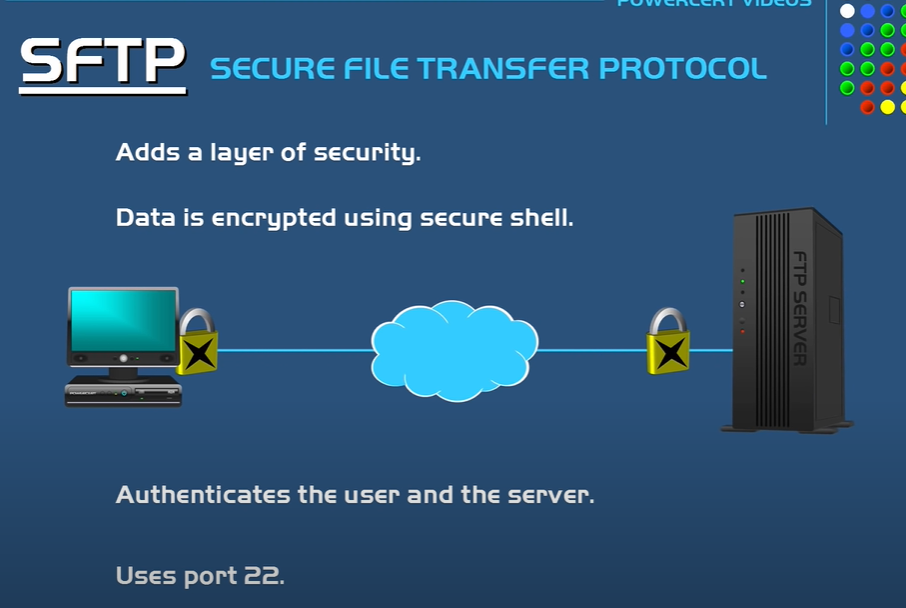 POWERCERT VIDEOS
SFTP SECURE FILE TRANSFER PROTOCOL
Adds a layer of security.
Data is encrypted using secure shell.
FTP SERVER
Authenticates the user and the server.
Uses port 22.